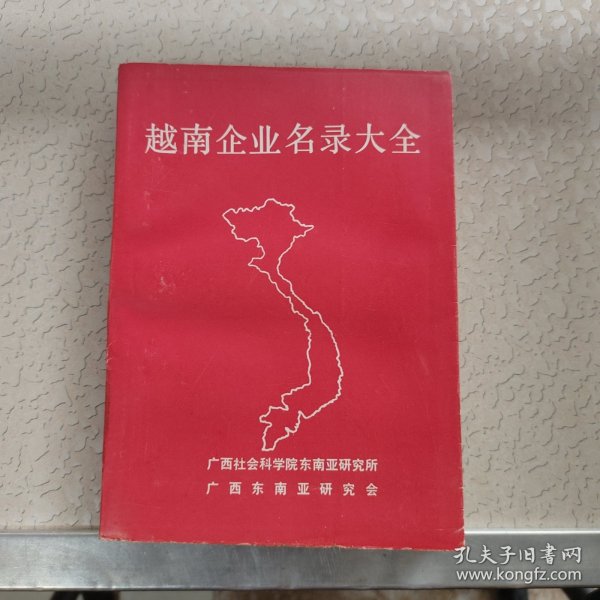 越南企业名录大全
广西社会科学院东南亚研究所
广西东南亚研究会
孔夫子旧书网
www.kongfz.com